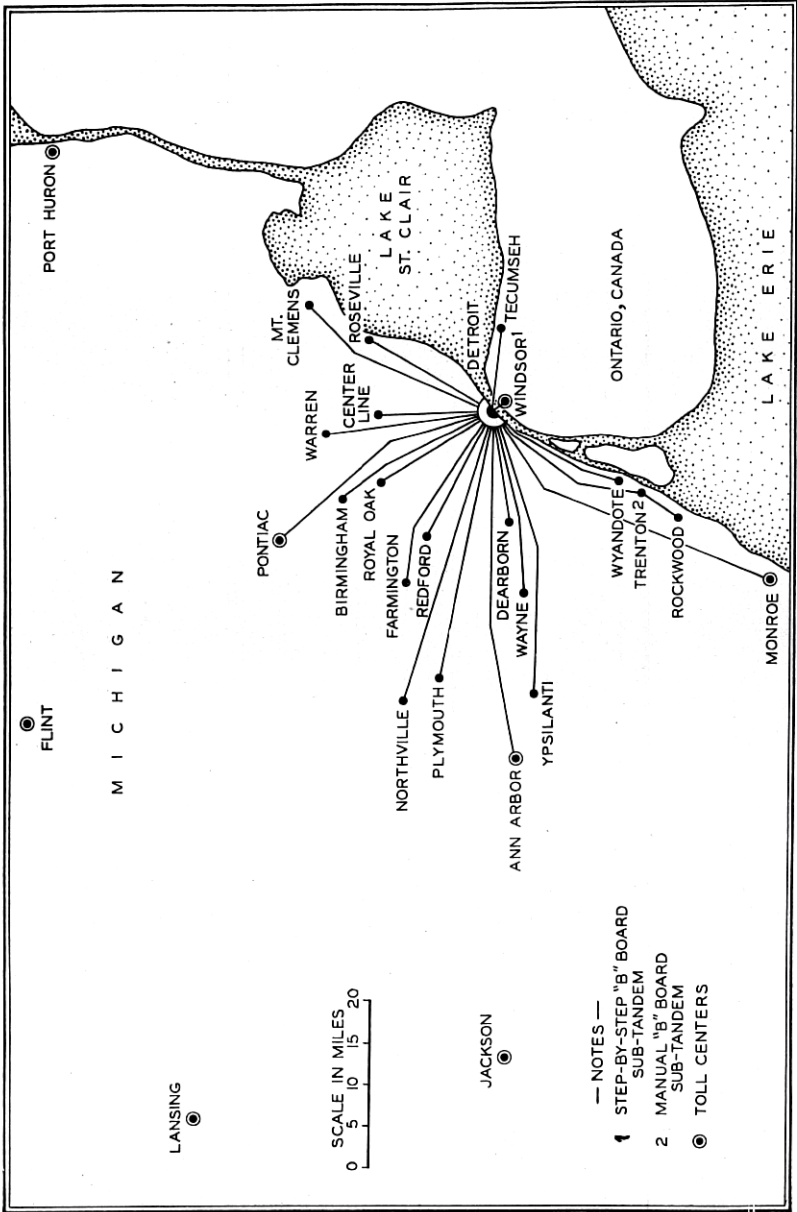 PORT HURON
FLINT
M I C H I G A N
LANSING
MT.
CLEMENS
ROSEVILLE
LAKE
ST. CLAIR
WARREN
CENTER
LINE
PONTIAC
BIRMINGHAM
ROYAL OAK
FARMINGTON
REDFORD
NORTHVILLE
PLYMOUTH
DETROIT
TECUMSEH
WINDSOR¹
ONTARIO, CANADA
DEARBORN
WAYNE
YPSILANTI
ANN ARBOR
WYANDOTE
TRENTON²
ROCKWOOD
MONROE
LAKE ERIE
JACKSON
SCALE IN MILES
0 5 10 15 20
— NOTES —
1 STEP-BY-STEP "B" BOARD
SUB-TANDEM
2 MANUAL "B" BOARD
SUB-TANDEM
TOLL CENTERS